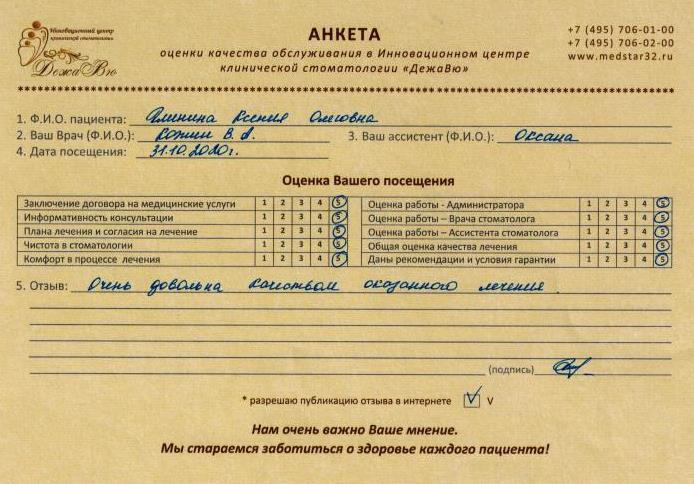 Инновационный центр
клинической стоматологии
ДежаВю
АНКЕТА
оценки качества обслуживания в Инновационном центре
клинической стоматологии «ДежаВю»
+7 (495) 706-01-00
+7 (495) 706-02-00
www.medstar32.ru
1. Ф.И.О. пациента: Ксения Олеговна
2. Ваш Врач (Ф.И.О.): Кожин В. А. 3. Ваш ассистент (Ф.И.О.): Оксана
4. Дата посещения: 31.10.2020г.
Оценка Вашего посещения
Заключение договора на медицинские услуги 1 2 3 4 5 Оценка работы - Администратора 1 2 3 4 5
Информативность консультации 1 2 3 4 5 Оценка работы – Врача стоматолога 1 2 3 4 5
Плана лечения и согласия на лечение 1 2 3 4 5 Оценка работы – Ассистента стоматолога 1 2 3 4 5
Чистота в стоматологии 1 2 3 4 5 Общая оценка качества лечения 1 2 3 4 5
Комфорт в процессе лечения 1 2 3 4 5 Даны рекомендации и условия гарантии 1 2 3 4 5
5. Отзыв: Очень довольна качеством оказанного лечения
(подпись)
* разрешаю публикацию отзыва в интернете V
Нам очень важно Ваше мнение.
Мы стараемся заботиться о здоровье каждого пациента!